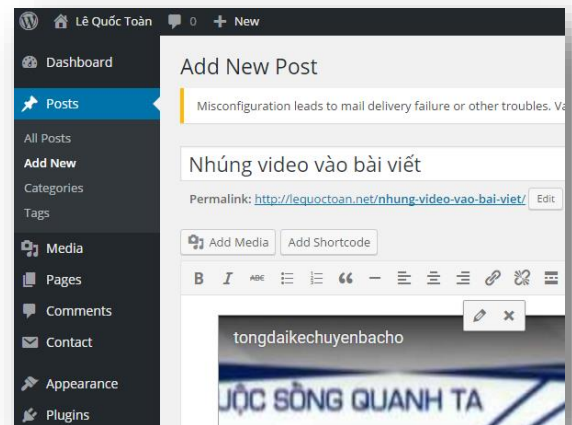 Lê Quốc Toàn 0 + New
Dashboard
Posts
All Posts
Add New
Categories
Tags
Media
Pages
Comments
Contact
Appearance
Plugins
Add New Post
Misconfiguration leads to mail delivery failure or other troubles.
Nhúng video vào bài viết
Permalink: http://lequoctoan.net/nhung-video-vao-bai-viet/ Edit
Add Media Add Shortcode
B I ABC
tongdaikechuyenbacho
UỘC SỐNG QUANH TA